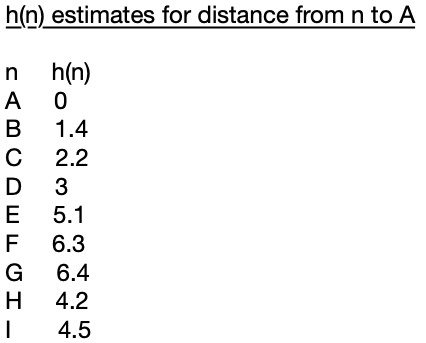 h(n) estimates for distance from n to A
n h(n)
A 0
B 1.4
C 2.2
D 3
E 5.1
F 6.3
G 6.4
H 4.2
I 4.5